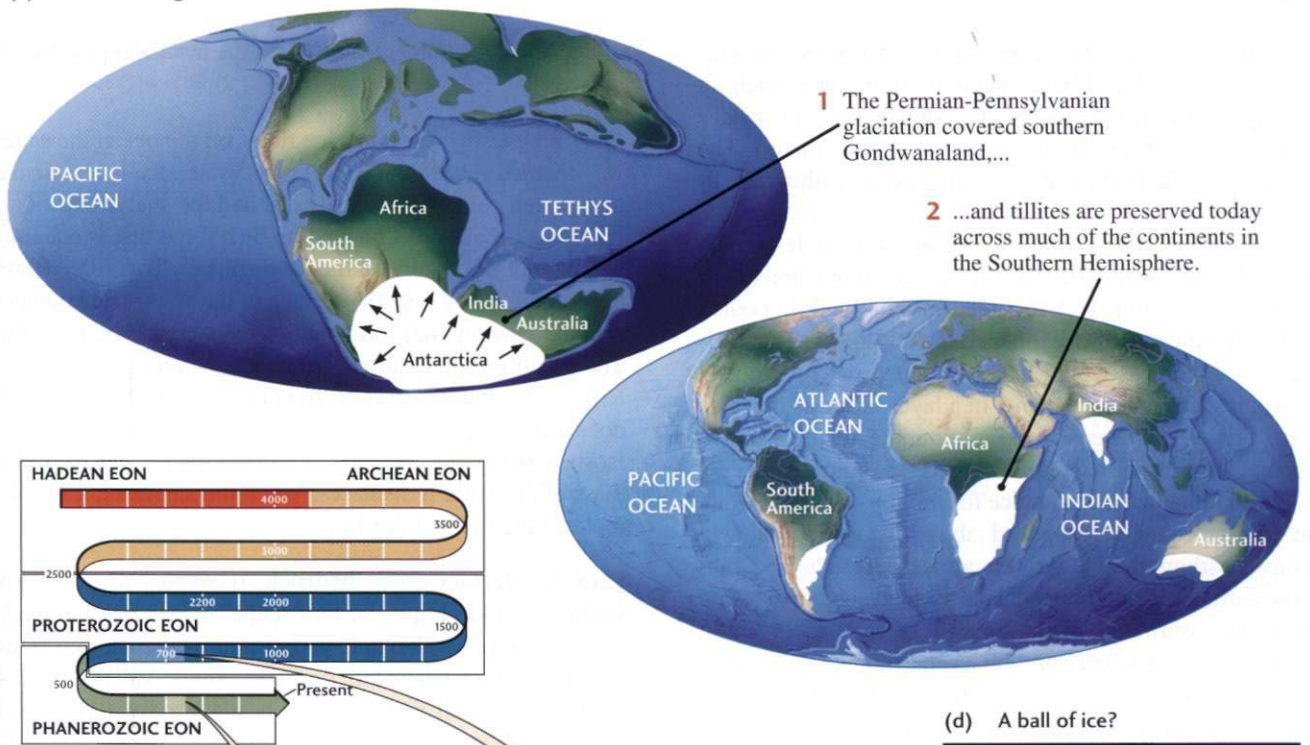 1 The Permian-Pennsylvanian
glaciation covered southern
Gondwanaland,...
PACIFIC
OCEAN
Africa
TETHYS
OCEAN
South
America
India
Australia
Antarctica
2 ...and tillites are preserved today
across much of the continents in
the Southern Hemisphere.
ATLANTIC
OCEAN
India
Africa
PACIFIC
OCEAN
South
America
INDIAN
OCEAN
Australia
HADEAN EON
ARCHEAN EON
4000
3500
3000
2500
2200
2000
PROTEROZOIC EON
1500
700
1000
500
Present
PHANEROZOIC EON
(d) A ball of ice?